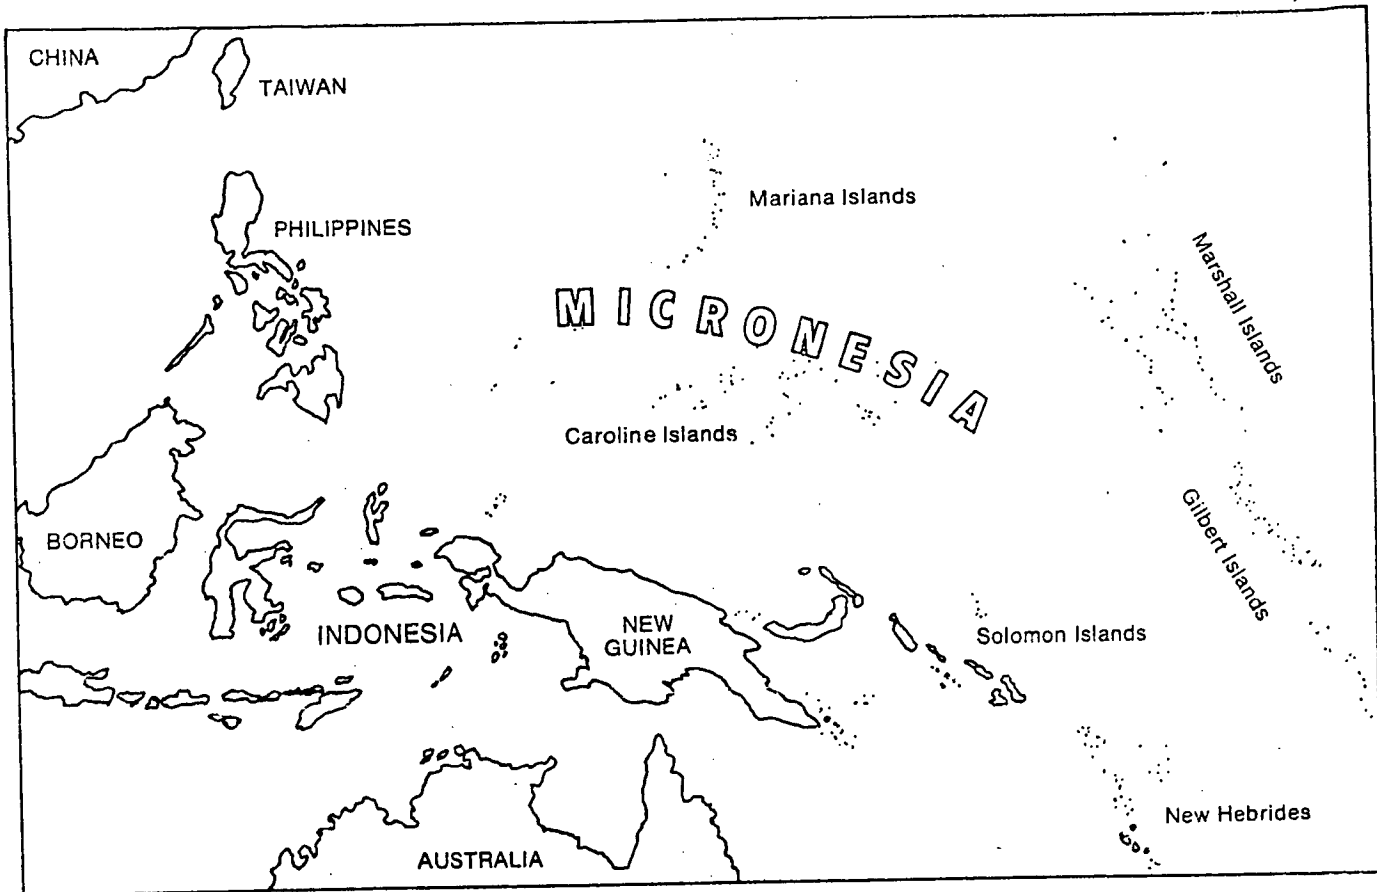 CHINA
TAIWAN
Mariana Islands
PHILIPPINES
Marshall Islands
MICRONESIA
Caroline Islands
Gilbert Islands
BORNEO
INDONESIA
NEW
GUINEA
Solomon Islands
New Hebrides
AUSTRALIA